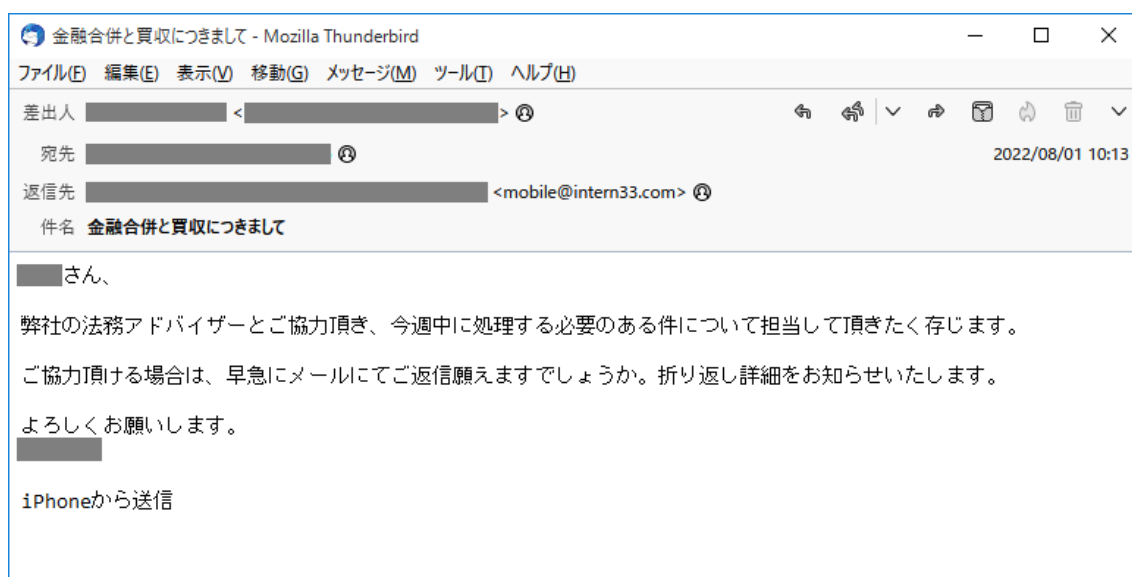 金融合併と買収につきまして - Mozilla Thunderbird
ファイル(F) 編集(E) 表示(V) 移動(G) メッセージ(M) ツール(T) ヘルプ(H)
差出人 < >
宛先 2022/08/01 10:13
返信先 <mobile@intern33.com>
件名 金融合併と買収につきまして
さん、
弊社の法務アドバイザーとご協力頂き、今週中に処理する必要のある件について担当して頂きたく存じます。
ご協力頂ける場合は、早急にメールにてご返信願えますでしょうか。折り返し詳細をお知らせいたします。
よろしくお願いします。
iPhoneから送信